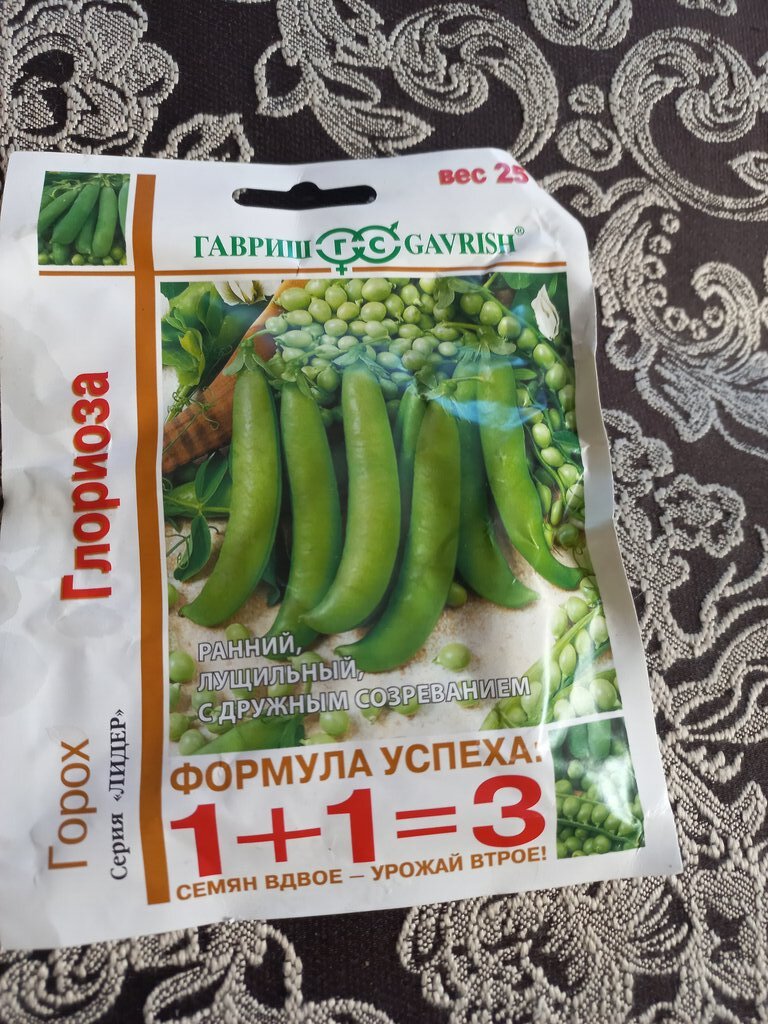 вес 25
ГАВРИШ ГС GAVRISH®
Глориоза
Горох
Серия «ЛИДЕР»
РАННИЙ,
ЛУЩИЛЬНЫЙ,
С ДРУЖНЫМ СОЗРЕВАНИЕМ
ФОРМУЛА УСПЕХА:
1+1=3
СЕМЯН ВДВОЕ – УРОЖАЙ ВТРОЕ!